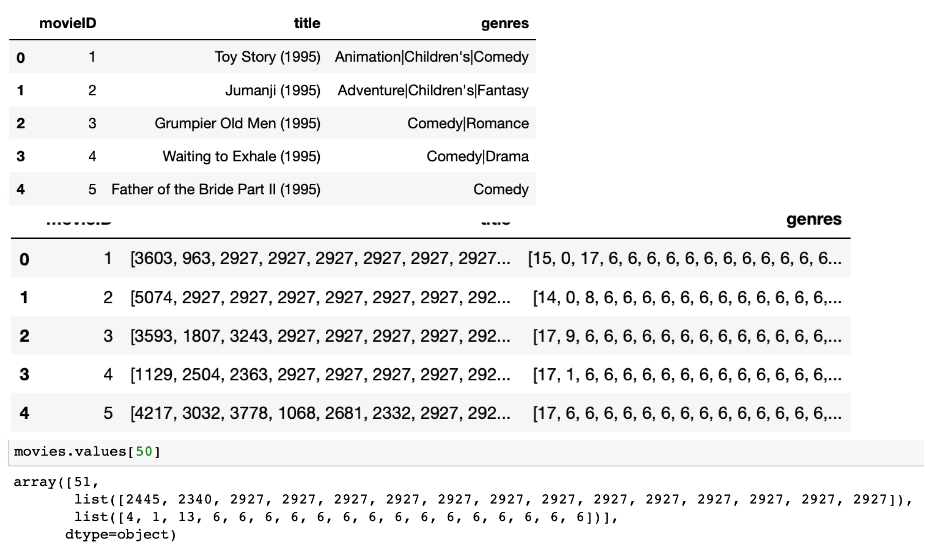 movieID title genres
0 1 Toy Story (1995) Animation|Children's|Comedy
1 2 Jumanji (1995) Adventure|Children's|Fantasy
2 3 Grumpier Old Men (1995) Comedy|Romance
3 4 Waiting to Exhale (1995) Comedy|Drama
4 5 Father of the Bride Part II (1995) Comedy
genres
0 1 [3603, 963, 2927, 2927, 2927, 2927, 2927, 2927... [15, 0, 17, 6, 6, 6, 6, 6, 6, 6, 6, 6, 6, 6, 6...
1 2 [5074, 2927, 2927, 2927, 2927, 2927, 2927, 292... [14, 0, 8, 6, 6, 6, 6, 6, 6, 6, 6, 6, 6, 6, 6,...
2 3 [3593, 1807, 3243, 2927, 2927, 2927, 2927, 292... [17, 9, 6, 6, 6, 6, 6, 6, 6, 6, 6, 6, 6, 6, 6,...
3 4 [1129, 2504, 2363, 2927, 2927, 2927, 2927, 292... [17, 1, 6, 6, 6, 6, 6, 6, 6, 6, 6, 6, 6, 6, 6,...
4 5 [4217, 3032, 3778, 1068, 2681, 2332, 2927, 292... [17, 6, 6, 6, 6, 6, 6, 6, 6, 6, 6, 6, 6, 6, 6,...
movies.values[50]
array([51,
list([2445, 2340, 2927, 2927, 2927, 2927, 2927, 2927, 2927, 2927, 2927, 2927, 2927, 2927, 2927]),
list([4, 1, 13, 6, 6, 6, 6, 6, 6, 6, 6, 6, 6, 6, 6, 6, 6, 6])],
dtype=object)